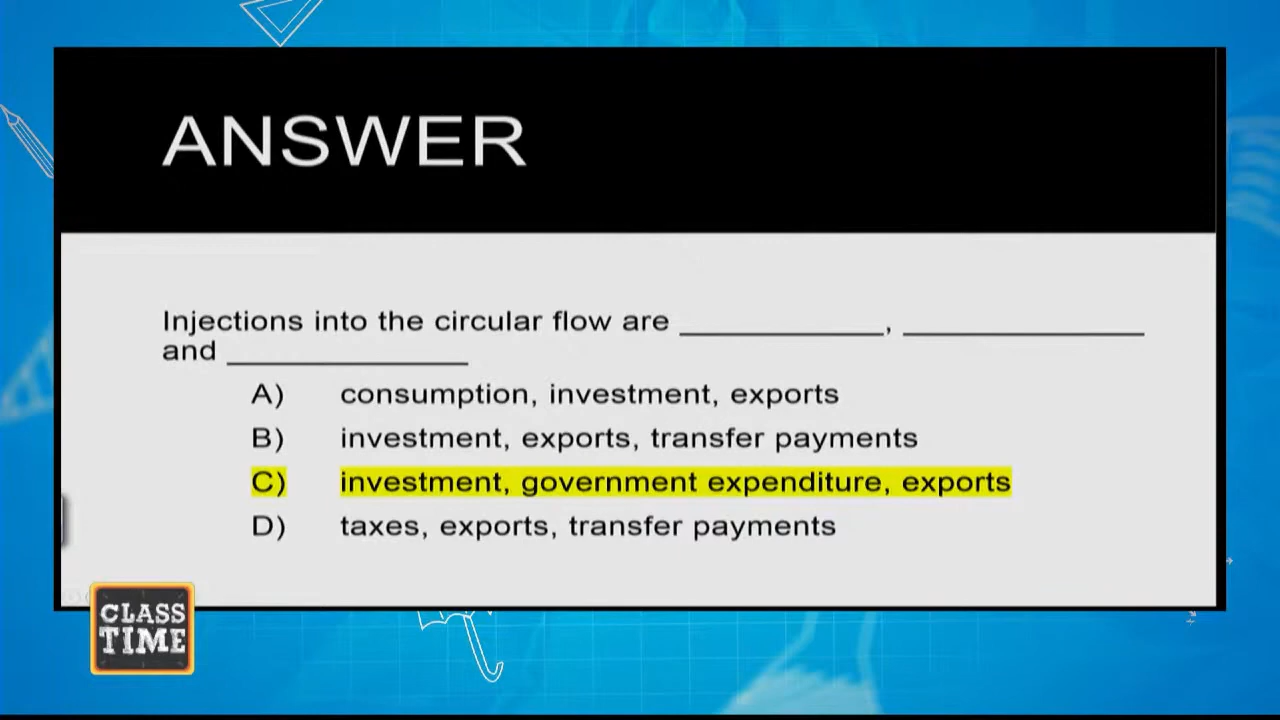 ANSWER
Injections into the circular flow are ____________, ______________
and ______________
A) consumption, investment, exports
B) investment, exports, transfer payments
C) investment, government expenditure, exports
D) taxes, exports, transfer payments
CLASS
TIME